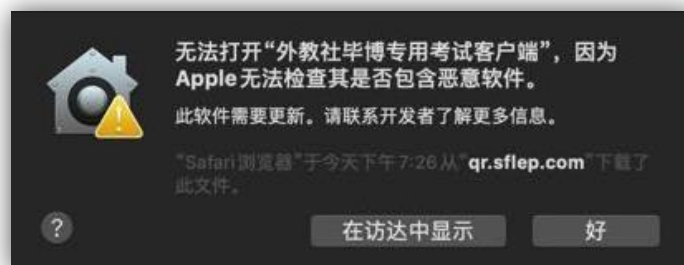 无法打开“外教社毕博专用考试客户端”，因为
Apple无法检查其是否包含恶意软件。
此软件需要更新。请联系开发者了解更多信息。
“Safari浏览器”于今天下午7:26从“qr.sflep.com”下载了
此文件。
?
在访达中显示
好